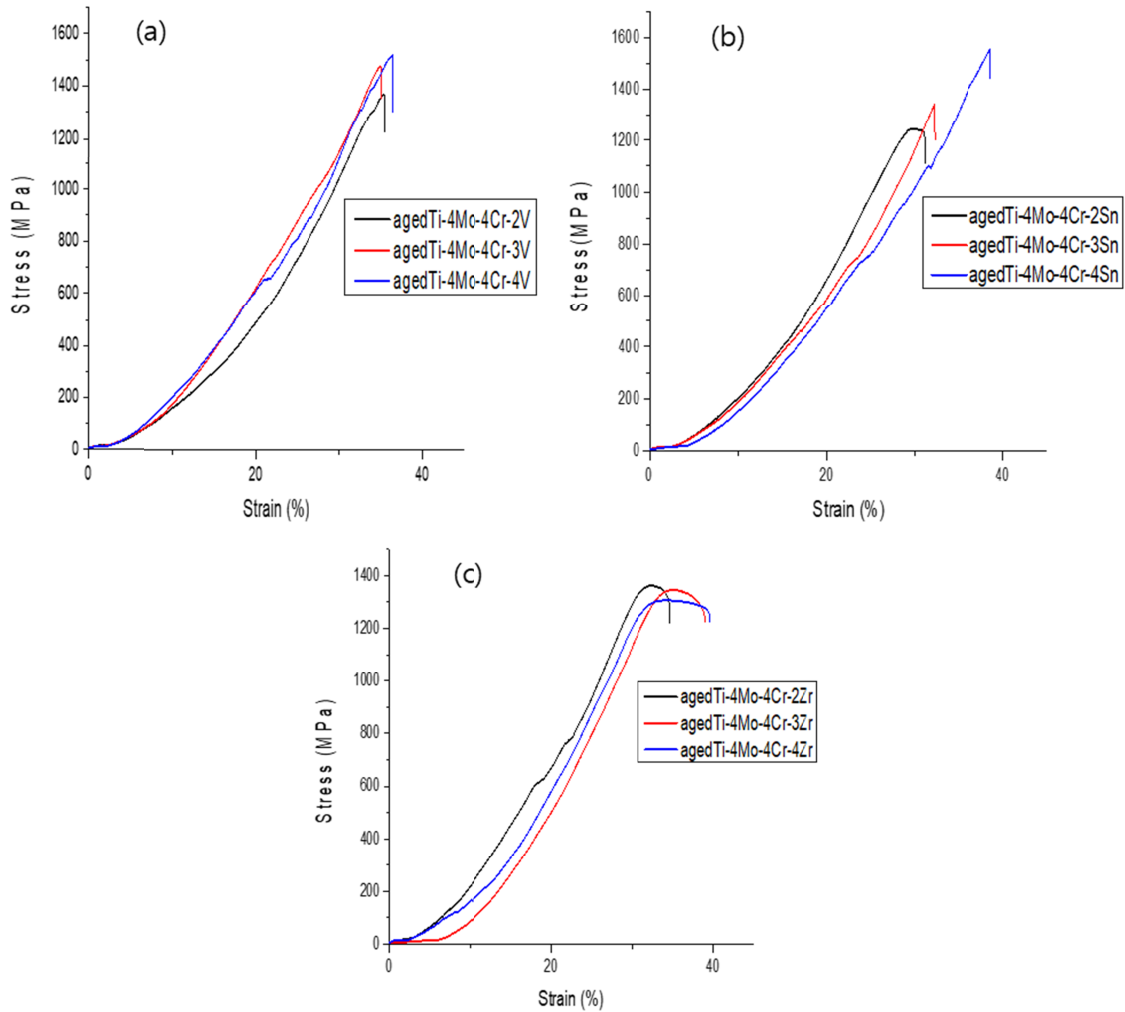 (a)
1600
1400
1200
1000
800
600
400
200
0
Stress (MPa)
0 20 40
Strain (%)
agedTi-4Mo-4Cr-2V
agedTi-4Mo-4Cr-3V
agedTi-4Mo-4Cr-4V
(b)
1600
1400
1200
1000
800
600
400
200
0
Stress(MPa)
0 20 40
Strain (%)
agedTi-4Mo-4Cr-2Sn
agedTi-4Mo-4Cr-3Sn
agedTi-4Mo-4Cr-4Sn
(c)
1400
1200
1000
800
600
400
200
0
Stress (MPa)
0 20 40
Strain (%)
agedTi-4Mo-4Cr-2Zr
agedTi-4Mo-4Cr-3Zr
agedTi-4Mo-4Cr-4Zr